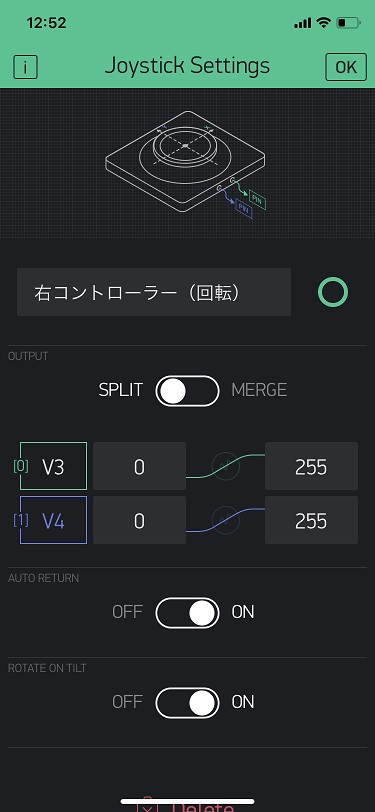 12:52
i
Joystick Settings
OK
PIN
PIN
右コントローラー（回転）
OUTPUT
SPLIT MERGE
[0] V3 0 255
[1] V4 0 255
AUTO RETURN
OFF ON
ROTATE ON TILT
OFF ON
Delete